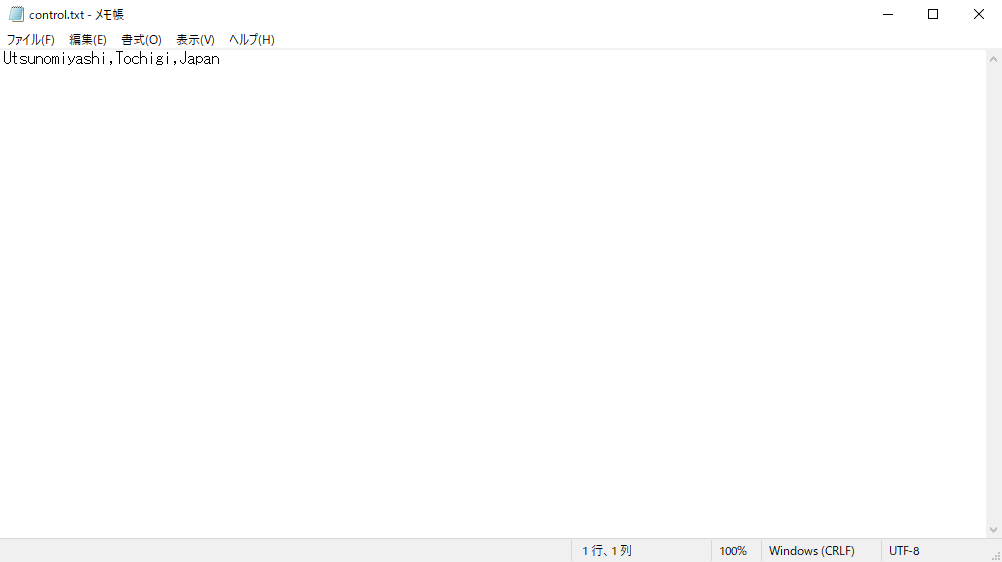 control.txt - メモ帳
ファイル(F) 編集(E) 書式(O) 表示(V) ヘルプ(H)
Utsunomiyashi,Tochigi,Japan
1 行、1 列 100% Windows (CRLF) UTF-8